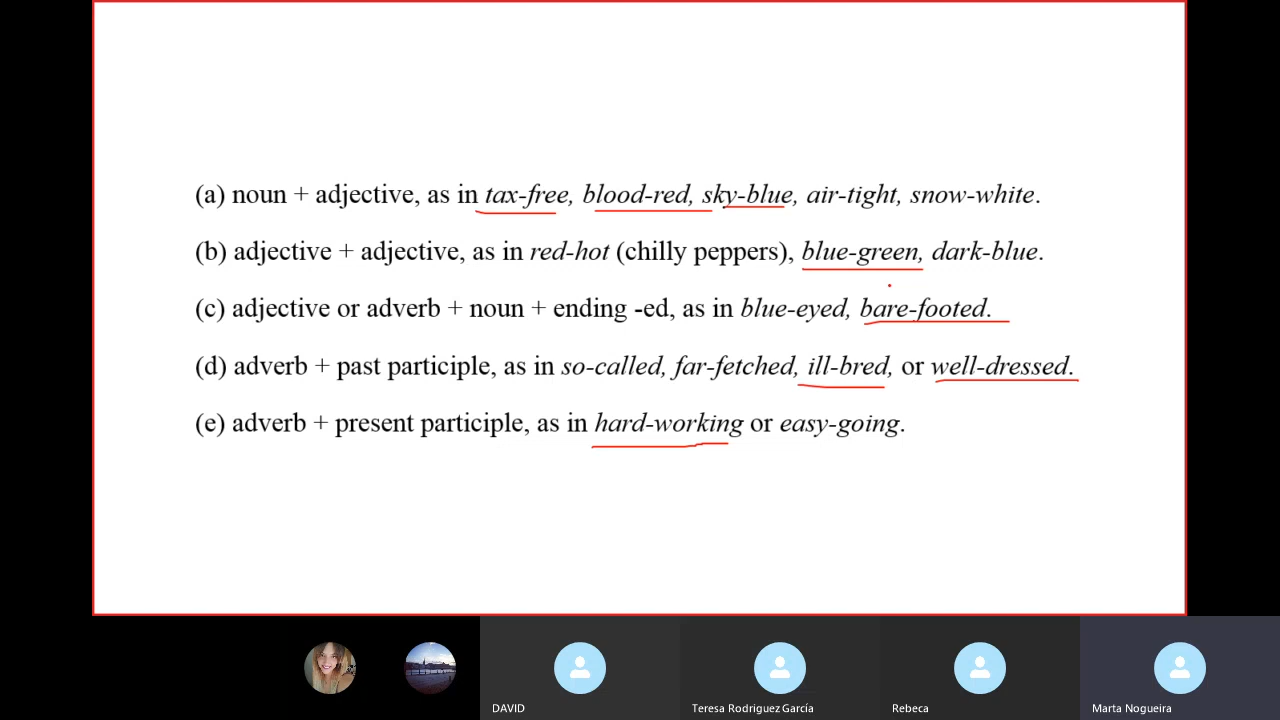 (a) noun + adjective, as in tax-free, blood-red, sky-blue, air-tight, snow-white.
(b) adjective + adjective, as in red-hot (chilly peppers), blue-green, dark-blue.
(c) adjective or adverb + noun + ending -ed, as in blue-eyed, bare-footed.
(d) adverb + past participle, as in so-called, far-fetched, ill-bred, or well-dressed.
(e) adverb + present participle, as in hard-working or easy-going.
DAVID
Teresa Rodriguez García
Rebeca
Marta Nogueira